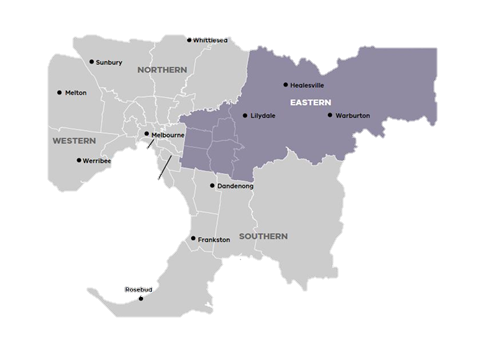 Whittlesea
Sunbury
NORTHERN
Healesville
Melton
EASTERN
Lilydale
Warburton
Melbourne
WESTERN
Werribee
Dandenong
SOUTHERN
Frankston
Rosebud